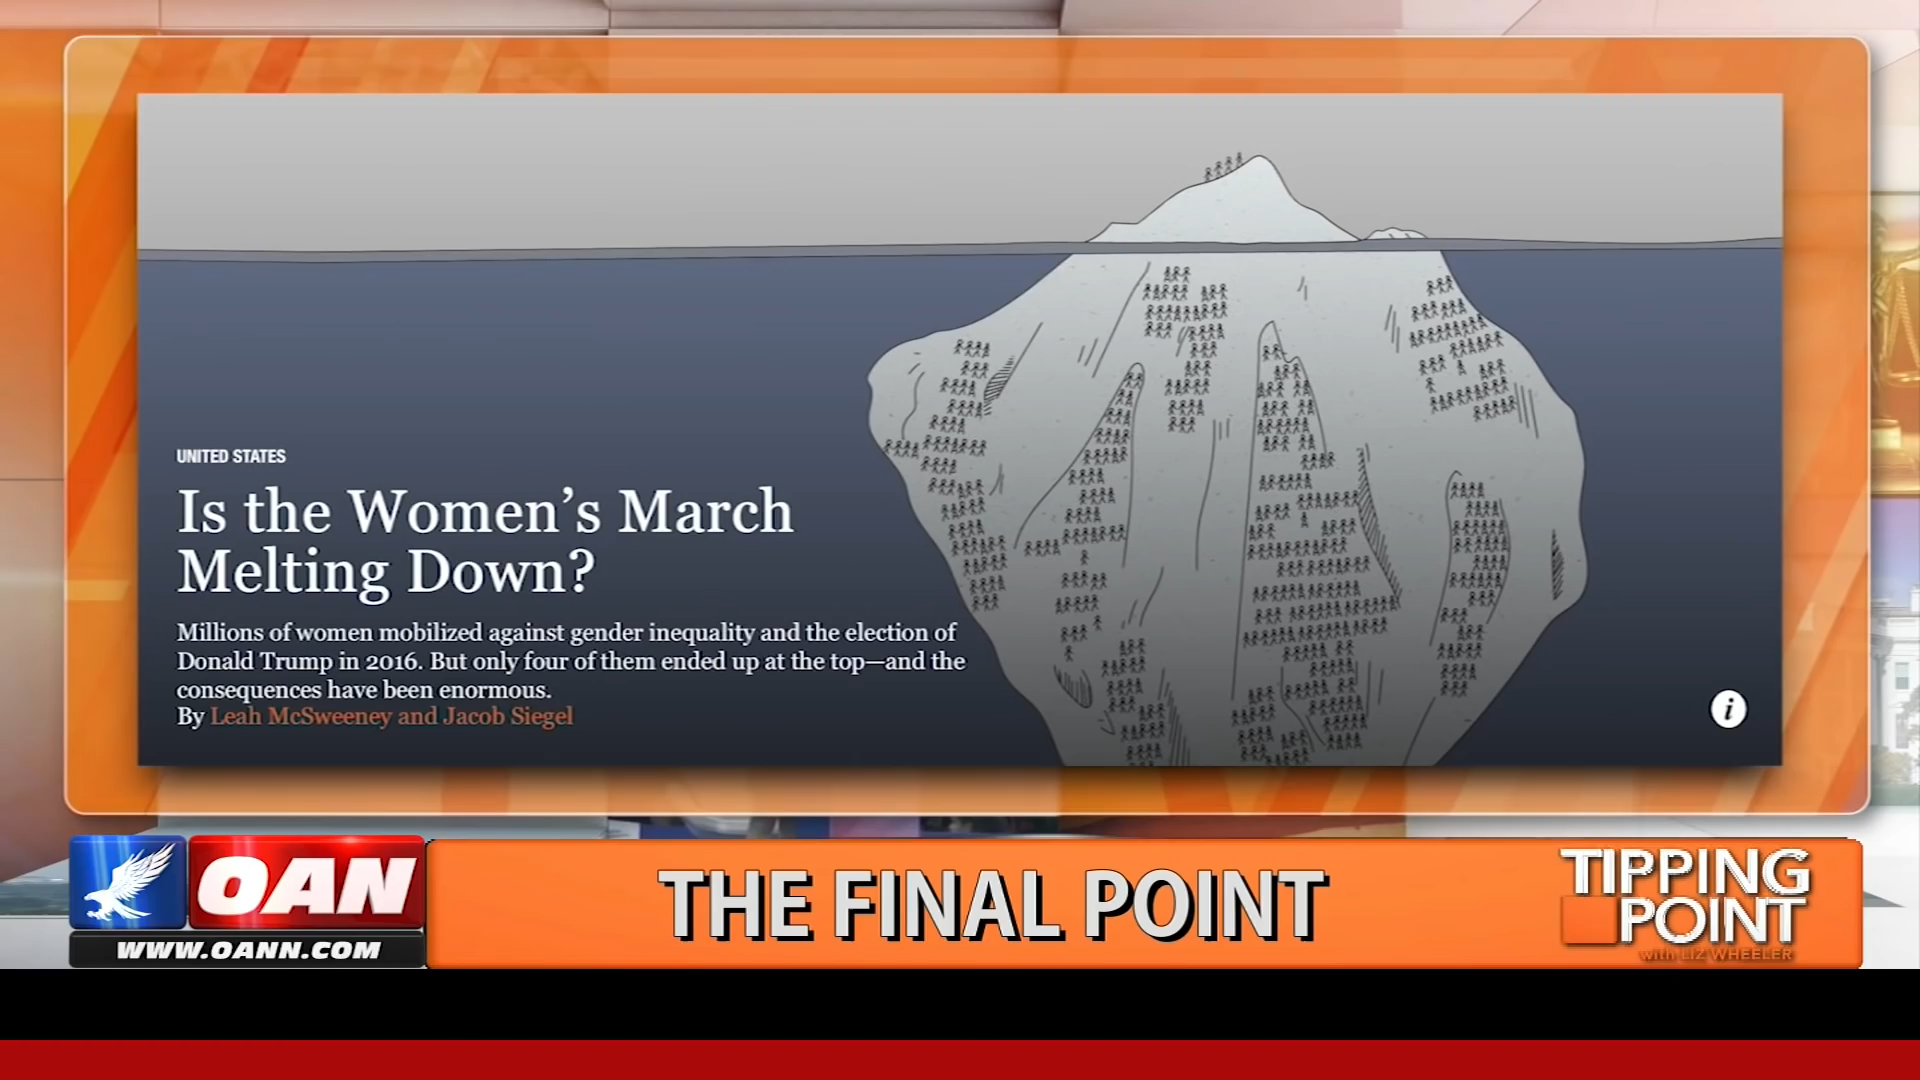 UNITED STATES
Is the Women’s March
Melting Down?
Millions of women mobilized against gender inequality and the election of
Donald Trump in 2016. But only four of them ended up at the top—and the
consequences have been enormous.
By Leah McSweeney and Jacob Siegel
i
OAN
WWW.OANN.COM
THE FINAL POINT
TIPPING
POINT
with LIZ WHEELER